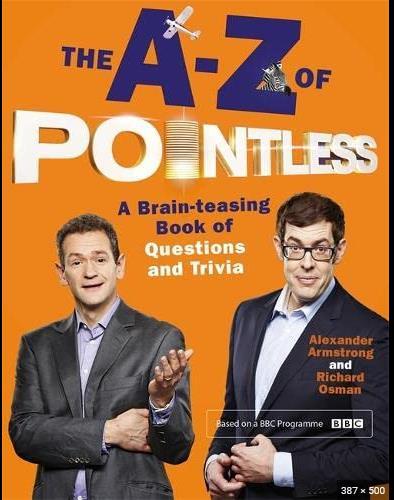 THE A-Z OF
POINTLESS
A Brain-teasing
Book of
Questions
and Trivia
Alexander
Armstrong
and
Richard
Osman
Based on a BBC Programme BBC
387 × 500